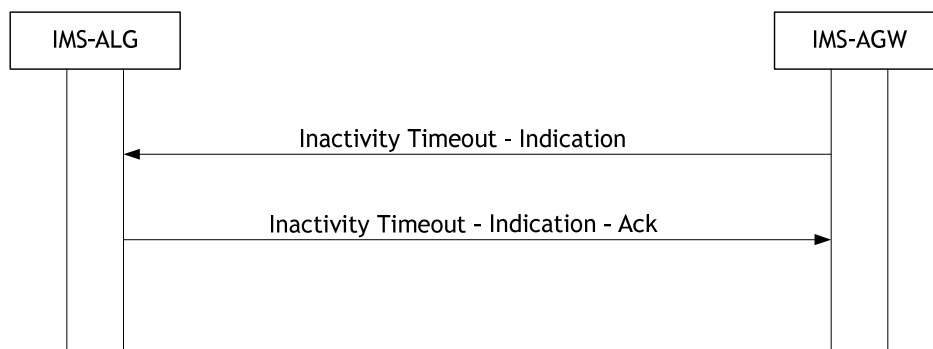 IMS-ALG
IMS-AGW
Inactivity Timeout - Indication
Inactivity Timeout - Indication - Ack